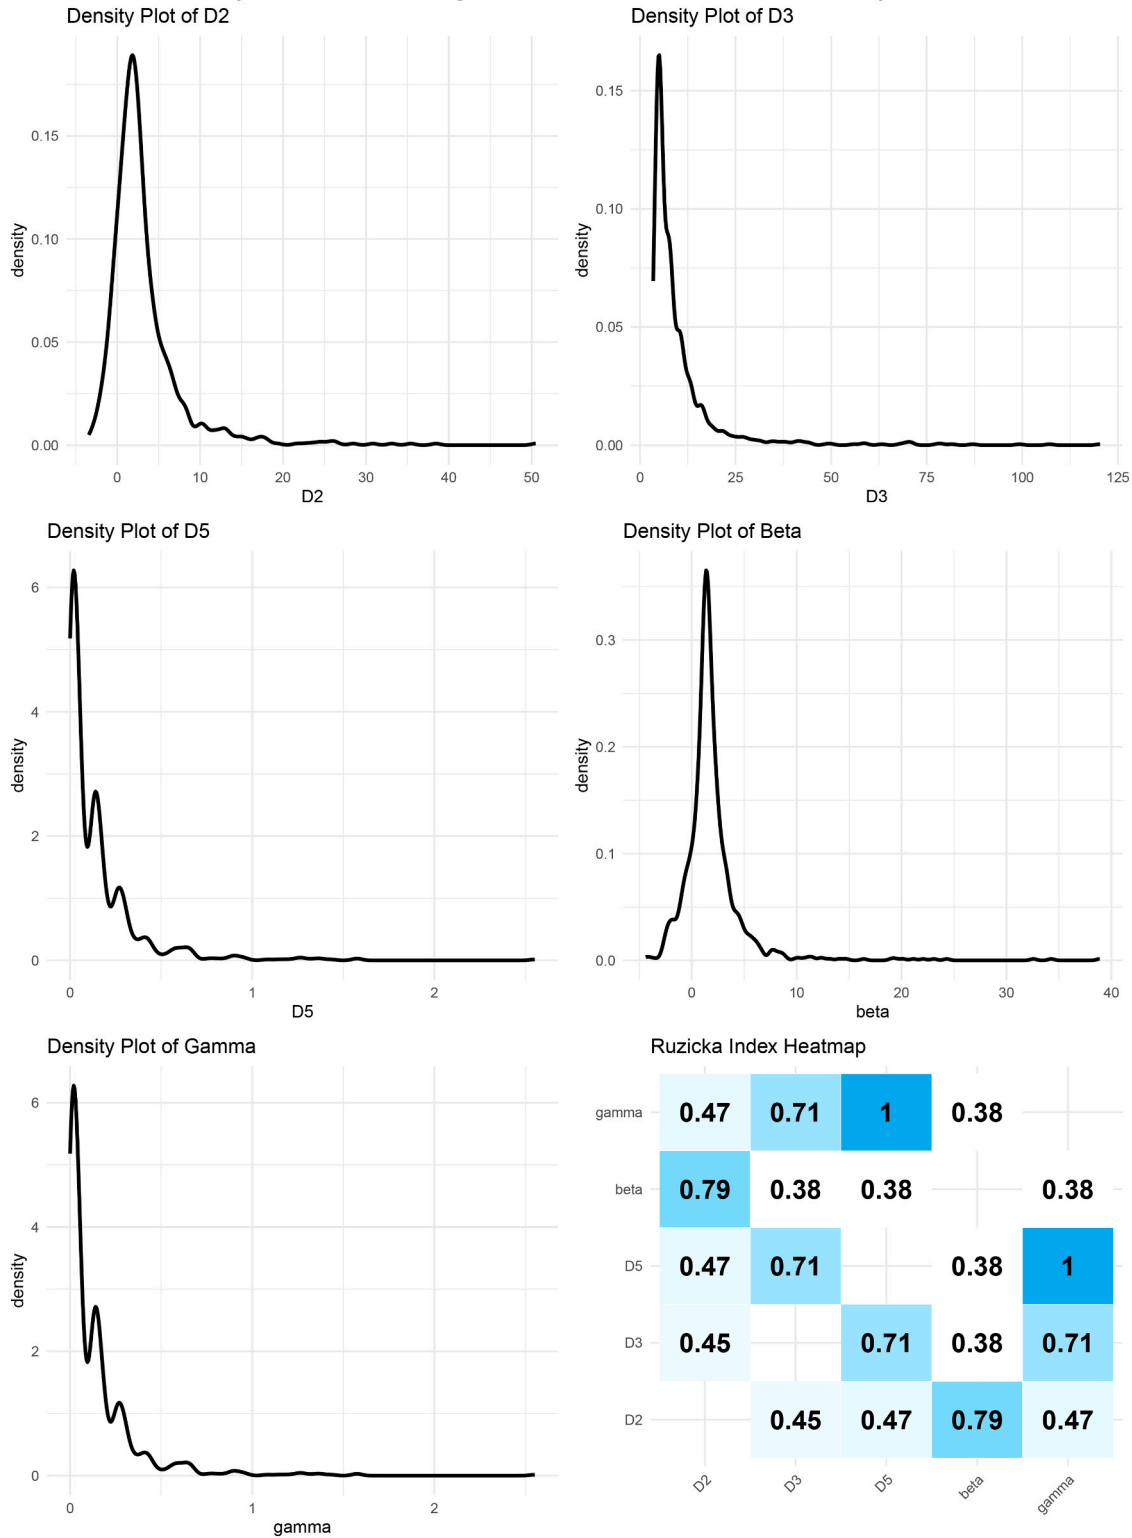 Density Plot of D2
0.15
0.10
0.05
0.00
density
0 10 20 30 40 50
D2
Density Plot of D3
0.15
0.10
0.05
0.00
density
0 25 50 75 100 125
D3
Density Plot of D5
6
4
2
0
density
0 1 2
D5
Density Plot of Beta
0.3
0.2
0.1
0.0
density
0 10 20 30 40
beta
Density Plot of Gamma
6
4
2
0
density
0 1 2
gamma
Ruzicka Index Heatmap
gamma 0.47 0.71 1 0.38
beta 0.79 0.38 0.38 0.38
D5 0.47 0.71 0.38 1
D3 0.45 0.71 0.38 0.71
D2 0.45 0.47 0.79 0.47
D2 D3 D5 beta gamma